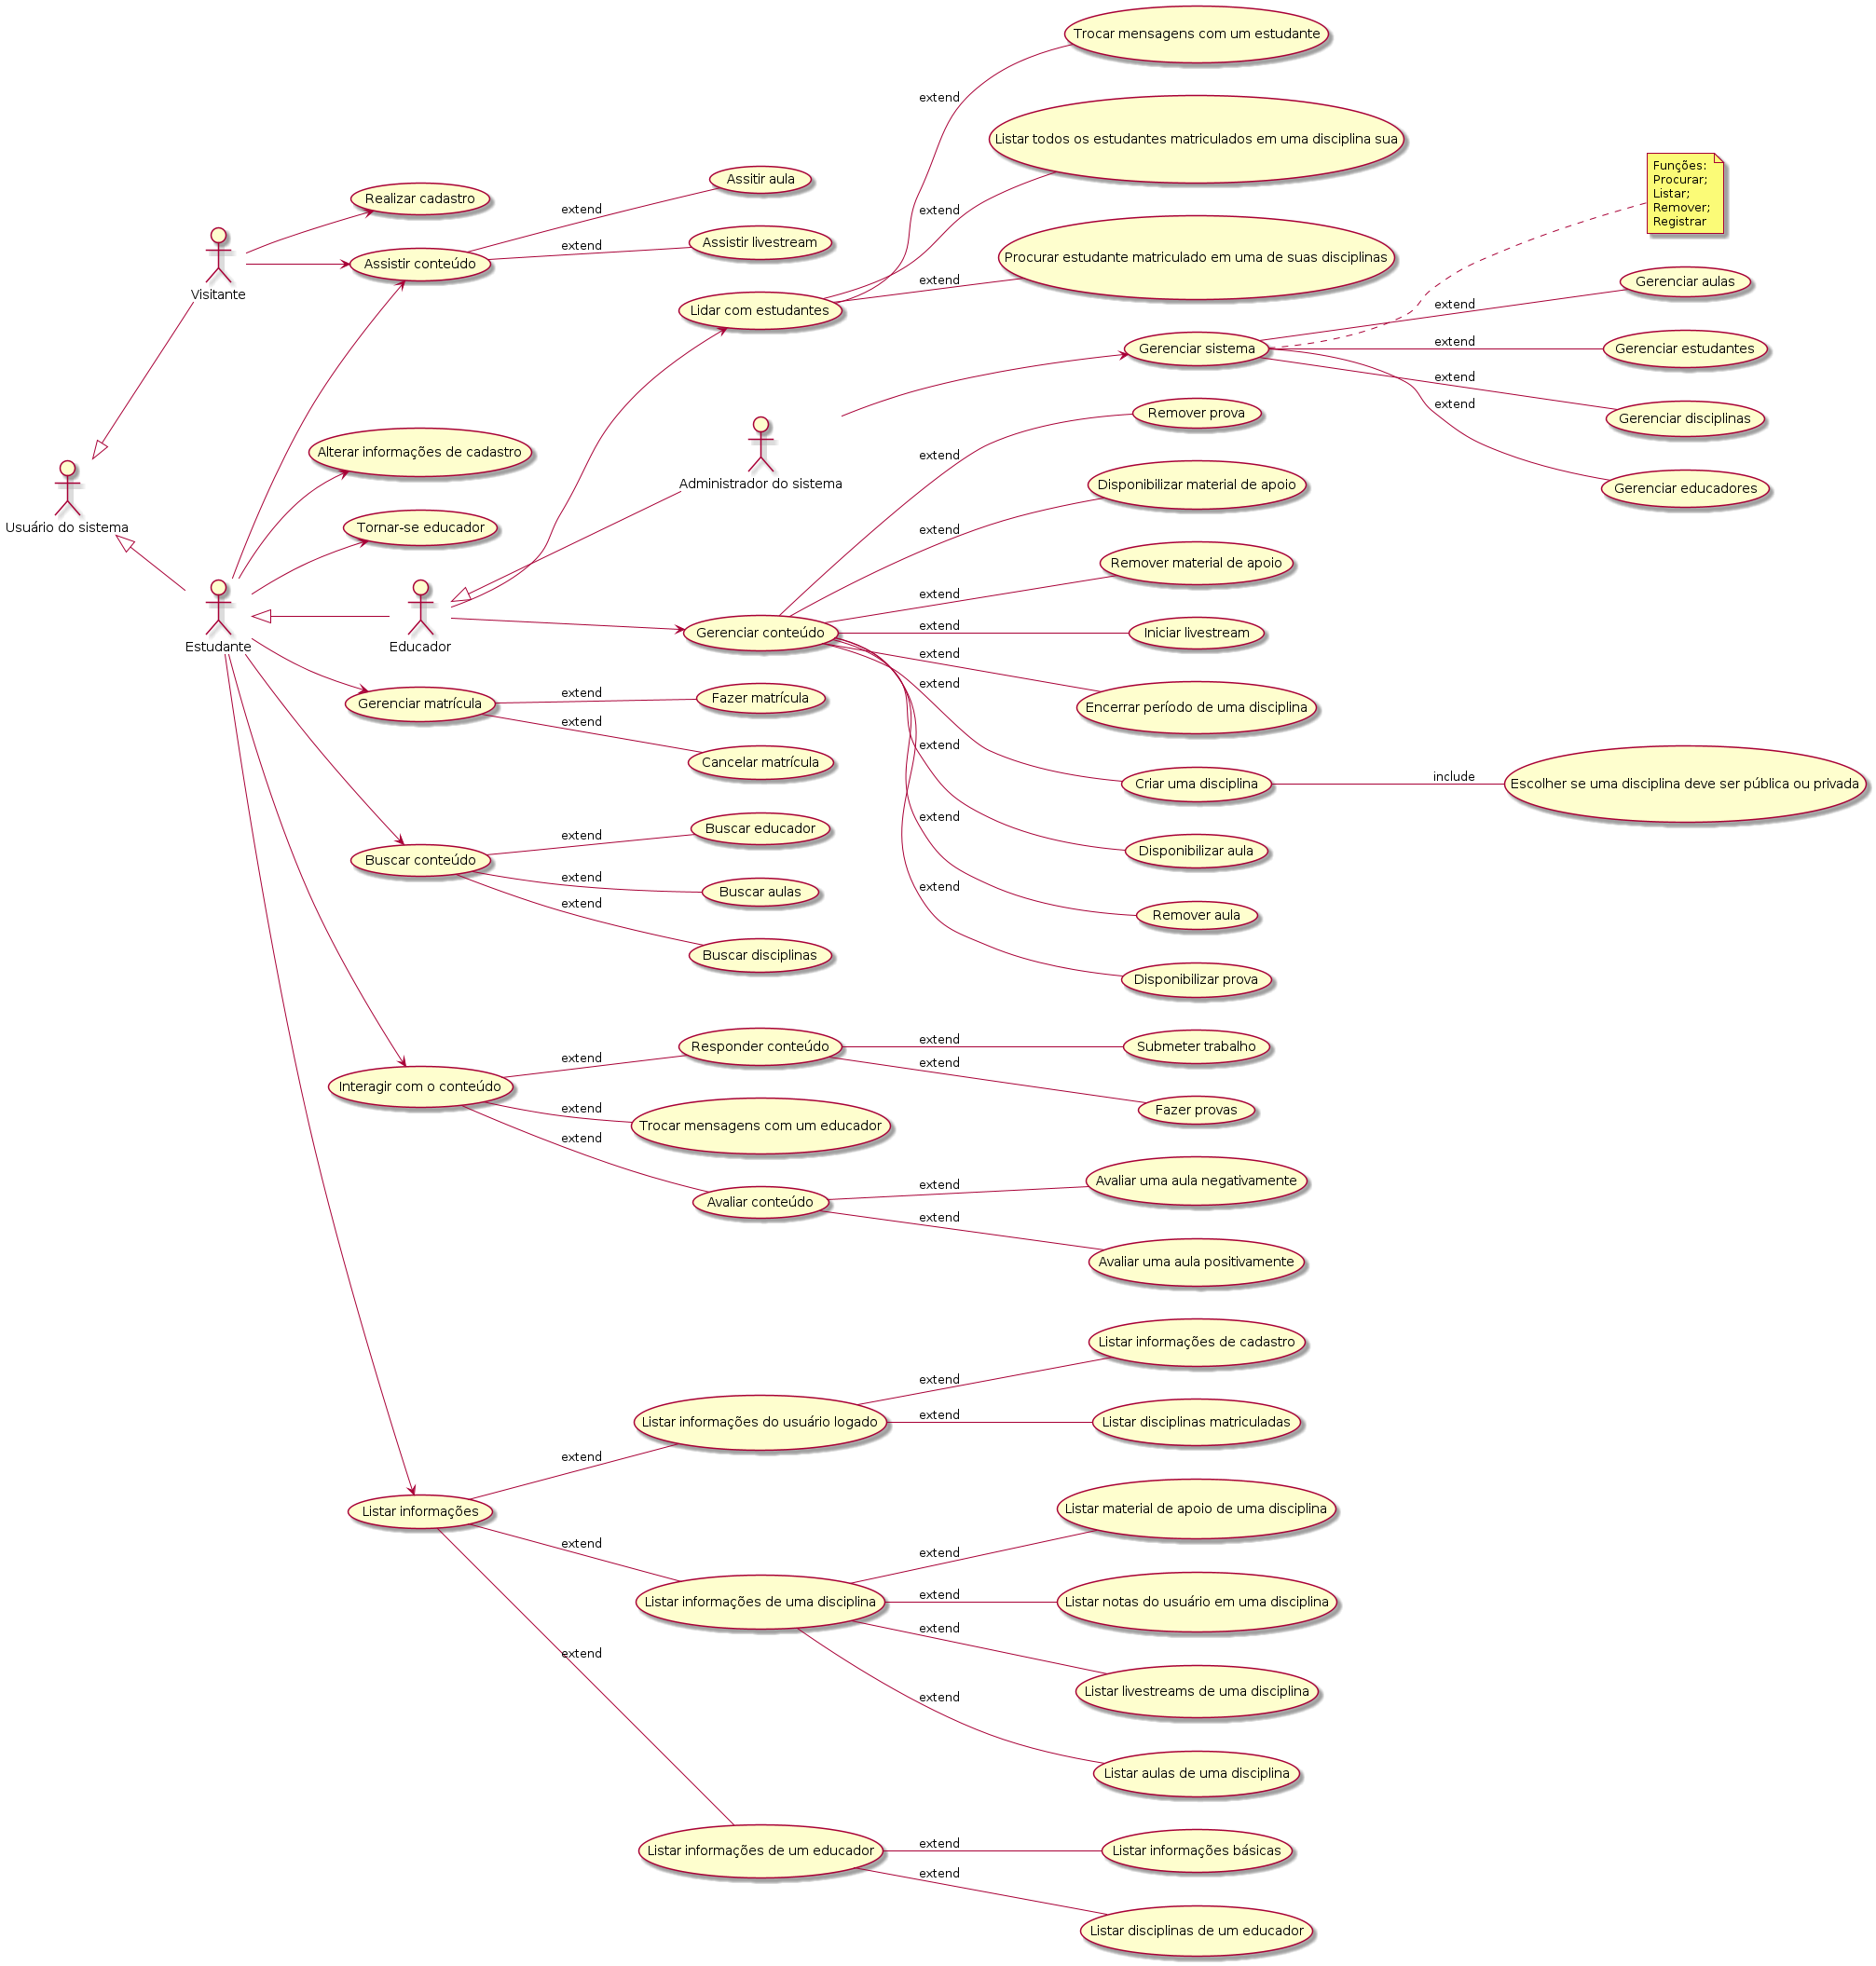 Trocar mensagens com um estudante
extend
Listar todos os estudantes matriculados em uma disciplina sua
Funções:
Procurar;
Listar;
Remover;
Registrar
Assitir aula
Realizar cadastro
extend
extend
Assistir livestream
extend
Assistir conteúdo
Procurar estudante matriculado em uma de suas disciplinas
extend
Gerenciar aulas
Visitante
extend
Lidar com estudantes
extend
Gerenciar sistema
Gerenciar estudantes
extend
Gerenciar disciplinas
extend
Remover prova
Alterar informações de cadastro
extend
Administrador do sistema
Disponibilizar material de apoio
Gerenciar educadores
Usuário do sistema
Tornar-se educador
extend
Remover material de apoio
extend
extend
Gerenciar conteúdo
Iniciar livestream
Estudante
Educador
extend
extend
extend
Gerenciar matrícula
Fazer matrícula
Encerrar período de uma disciplina
extend
extend
Cancelar matrícula
include
Criar uma disciplina
Escolher se uma disciplina deve ser pública ou privada
extend
extend
Buscar educador
Disponibilizar aula
Buscar conteúdo
extend
extend
Buscar aulas
extend
Remover aula
Buscar disciplinas
Disponibilizar prova
extend
Responder conteúdo
Submeter trabalho
extend
extend
Interagir com o conteúdo
extend
Fazer provas
Trocar mensagens com um educador
extend
extend
Avaliar uma aula negativamente
Avaliar conteúdo
extend
Avaliar uma aula positivamente
Listar informações de cadastro
extend
extend
Listar informações do usuário logado
Listar disciplinas matriculadas
extend
Listar informações
Listar material de apoio de uma disciplina
extend
extend
extend
Listar informações de uma disciplina
Listar notas do usuário em uma disciplina
extend
extend
Listar livestreams de uma disciplina
extend
Listar aulas de uma disciplina
extend
Listar informações de um educador
Listar informações básicas
extend
Listar disciplinas de um educador